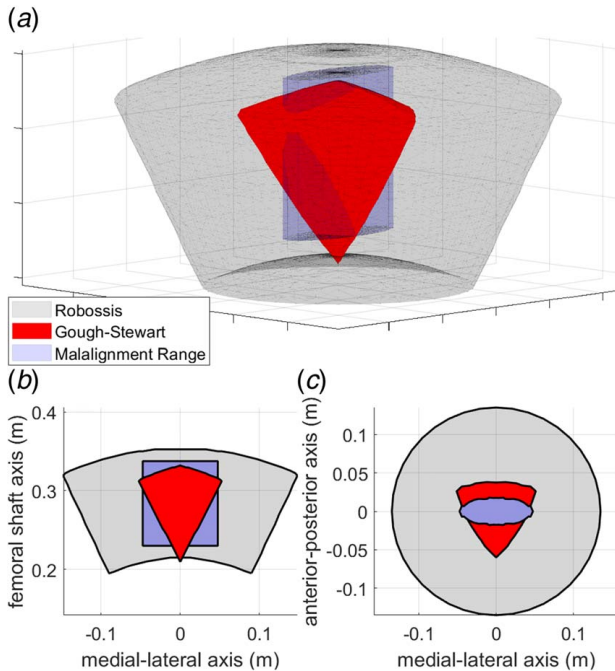 (a)
Robossis
Gough-Stewart
Malalignment Range
(b)
femoral shaft axis (m)
0.4
0.3
0.2
-0.1
0
0.1
medial-lateral axis (m)
(c)
anterior-posterior axis (m)
0.1
0.05
0
-0.05
-0.1
-0.1
0
0.1
medial-lateral axis (m)